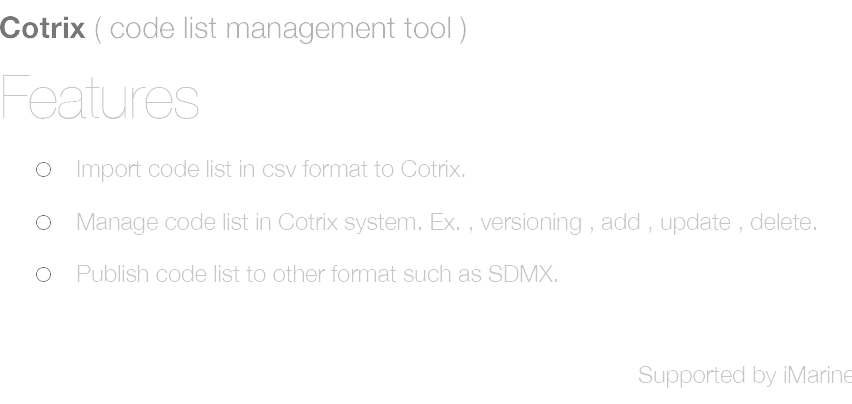 Cotrix ( code list management tool )
Features
Import code list in csv format to Cotrix.
Manage code list in Cotrix system. Ex. , versioning , add , update , delete.
Publish code list to other format such as SDMX.
Supported by iMarine